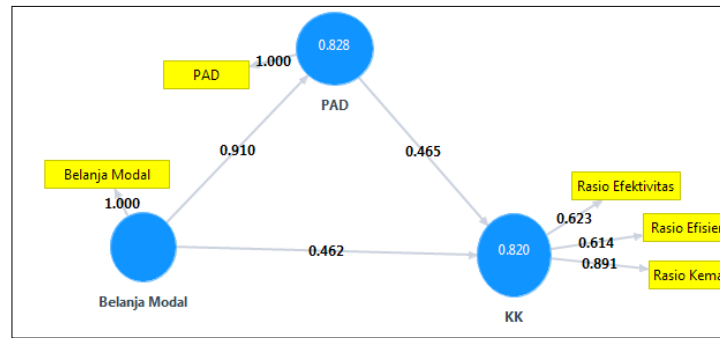 0.828
PAD
1.000
PAD
0.910
0.465
Belanja Modal
1.000
Rasio Efektivitas
0.623
0.614
Rasio Efisien
0.462
0.820
0.891
Rasio Kema
Belanja Modal
KK